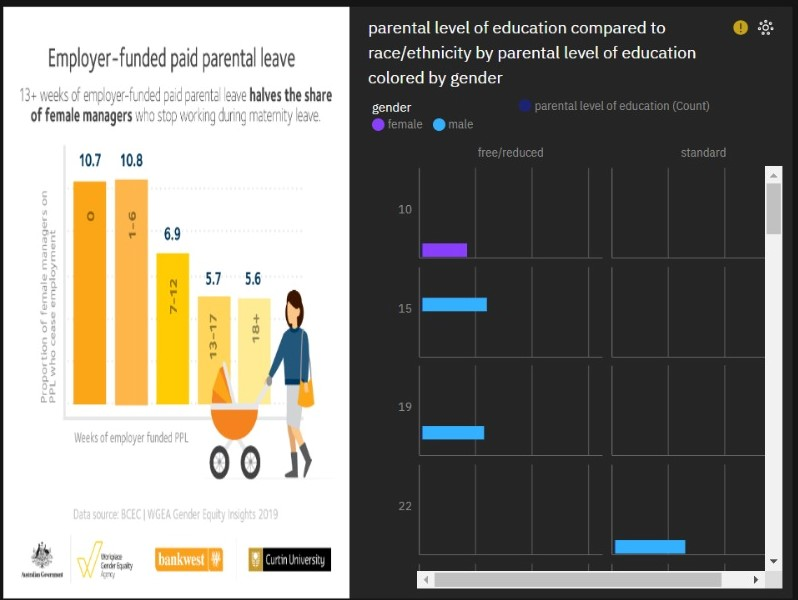 Employer-funded paid parental leave
13+ weeks of employer-funded paid parental leave halves the share
of female managers who stop working during maternity leave.
Proportion of female managers on
PPL who cease employment
10.7
10.8
6.9
5.7
5.6
0
1-6
7-12
13-17
18+
Weeks of employer funded PPL
Data source: BCEC | WGEA Gender Equity Insights 2019
Australian Government
Workplace
Gender Equality
Agency
bankwest
Curtin University
parental level of education compared to
race/ethnicity by parental level of education
colored by gender
gender
female
male
parental level of education (Count)
free/reduced
standard
10
15
19
22